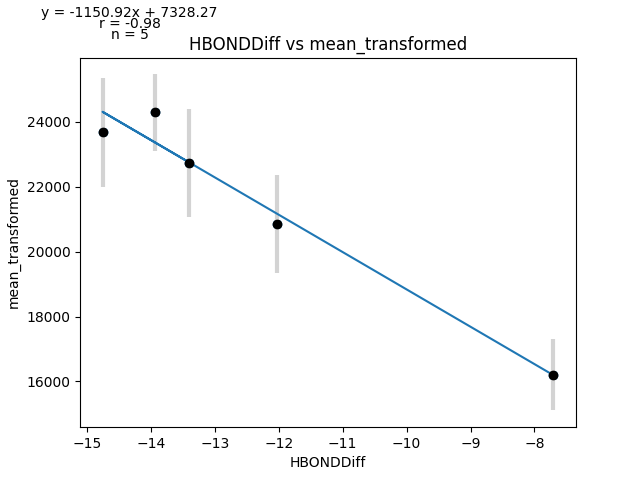 y = -1150.92x + 7328.27
r = -0.98
n = 5
HBONDDiff vs mean_transformed
mean_transformed
24000
22000
20000
18000
16000
−15
−14
−13
−12
−11
−10
−9
−8
HBONDDiff